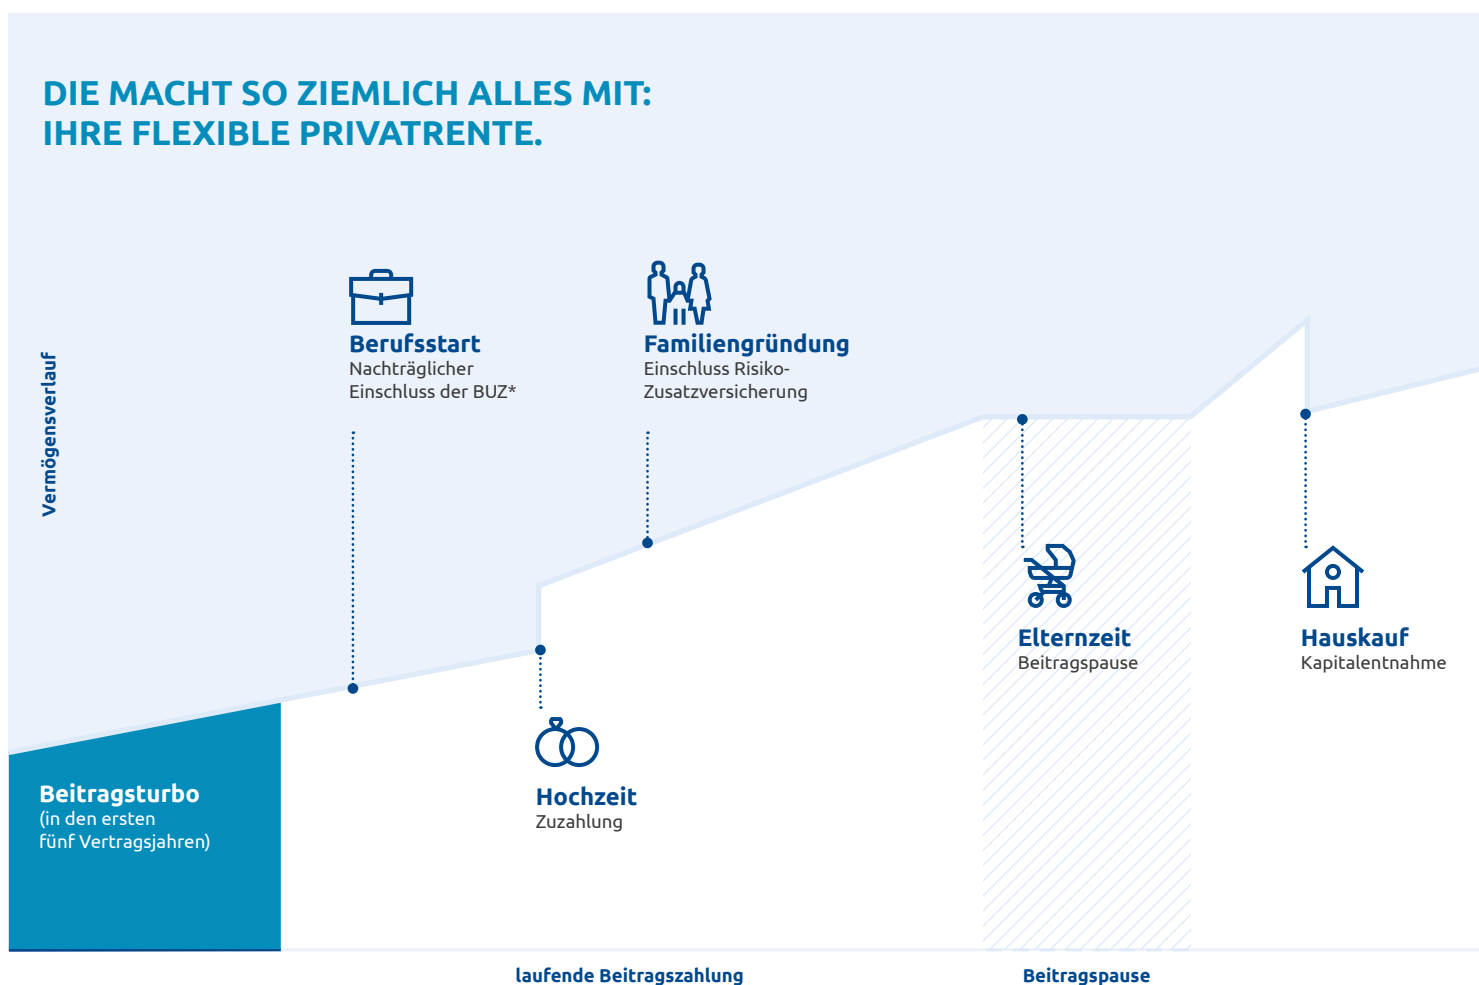 DIE MACHT SO ZIEMLICH ALLES MIT:
IHRE FLEXIBLE PRIVATRENTE.
Vermögensverlauf
Berufsstart
Nachträglicher
Einschluss der BUZ*
Familiengründung
Einschluss Risiko-
Zusatzversicherung
Elternzeit
Beitragspause
Hauskauf
Kapitalentnahme
Beitragsturbo
(in den ersten
fünf Vertragsjahren)
Hochzeit
Zuzahlung
laufende Beitragszahlung
Beitragspause